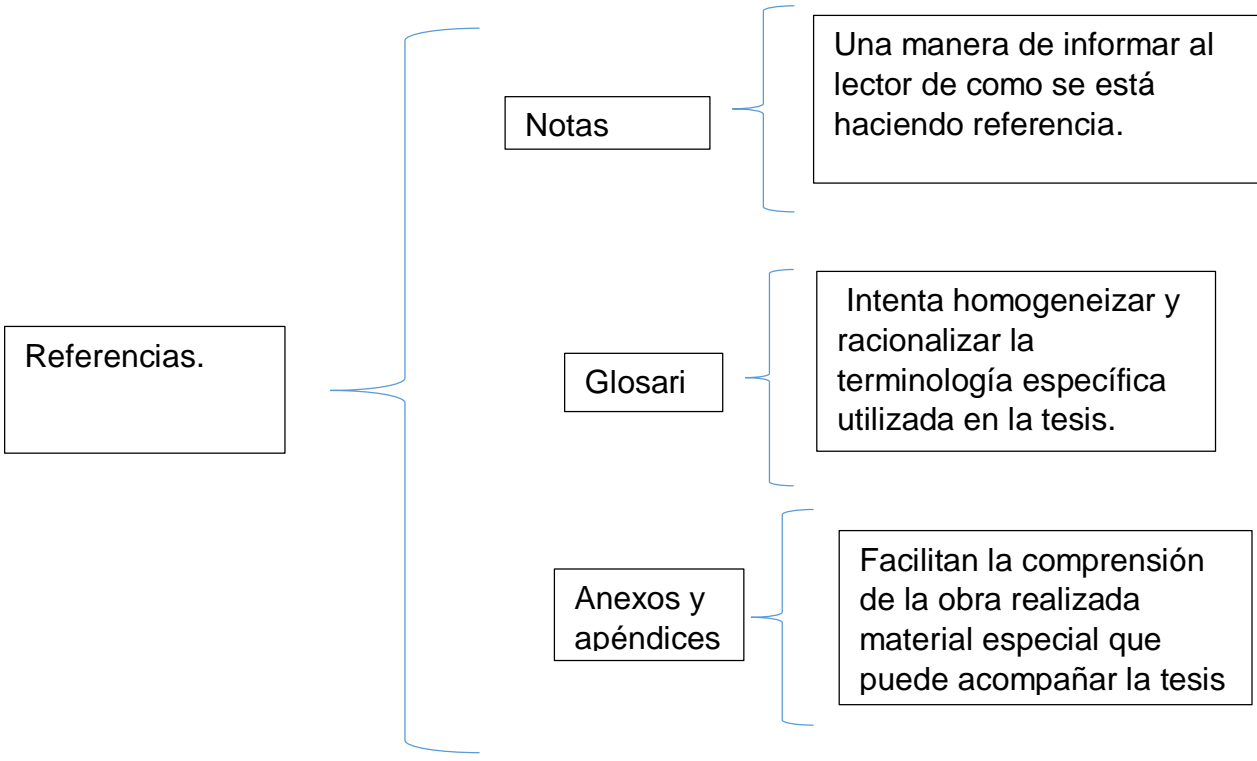 Referencias.
Notas
Una manera de informar al
lector de como se está
haciendo referencia.
Glosari
Intenta homogeneizar y
racionalizar la
terminología específica
utilizada en la tesis.
Anexos y
apéndices
Facilitan la comprensión
de la obra realizada
material especial que
puede acompañar la tesis